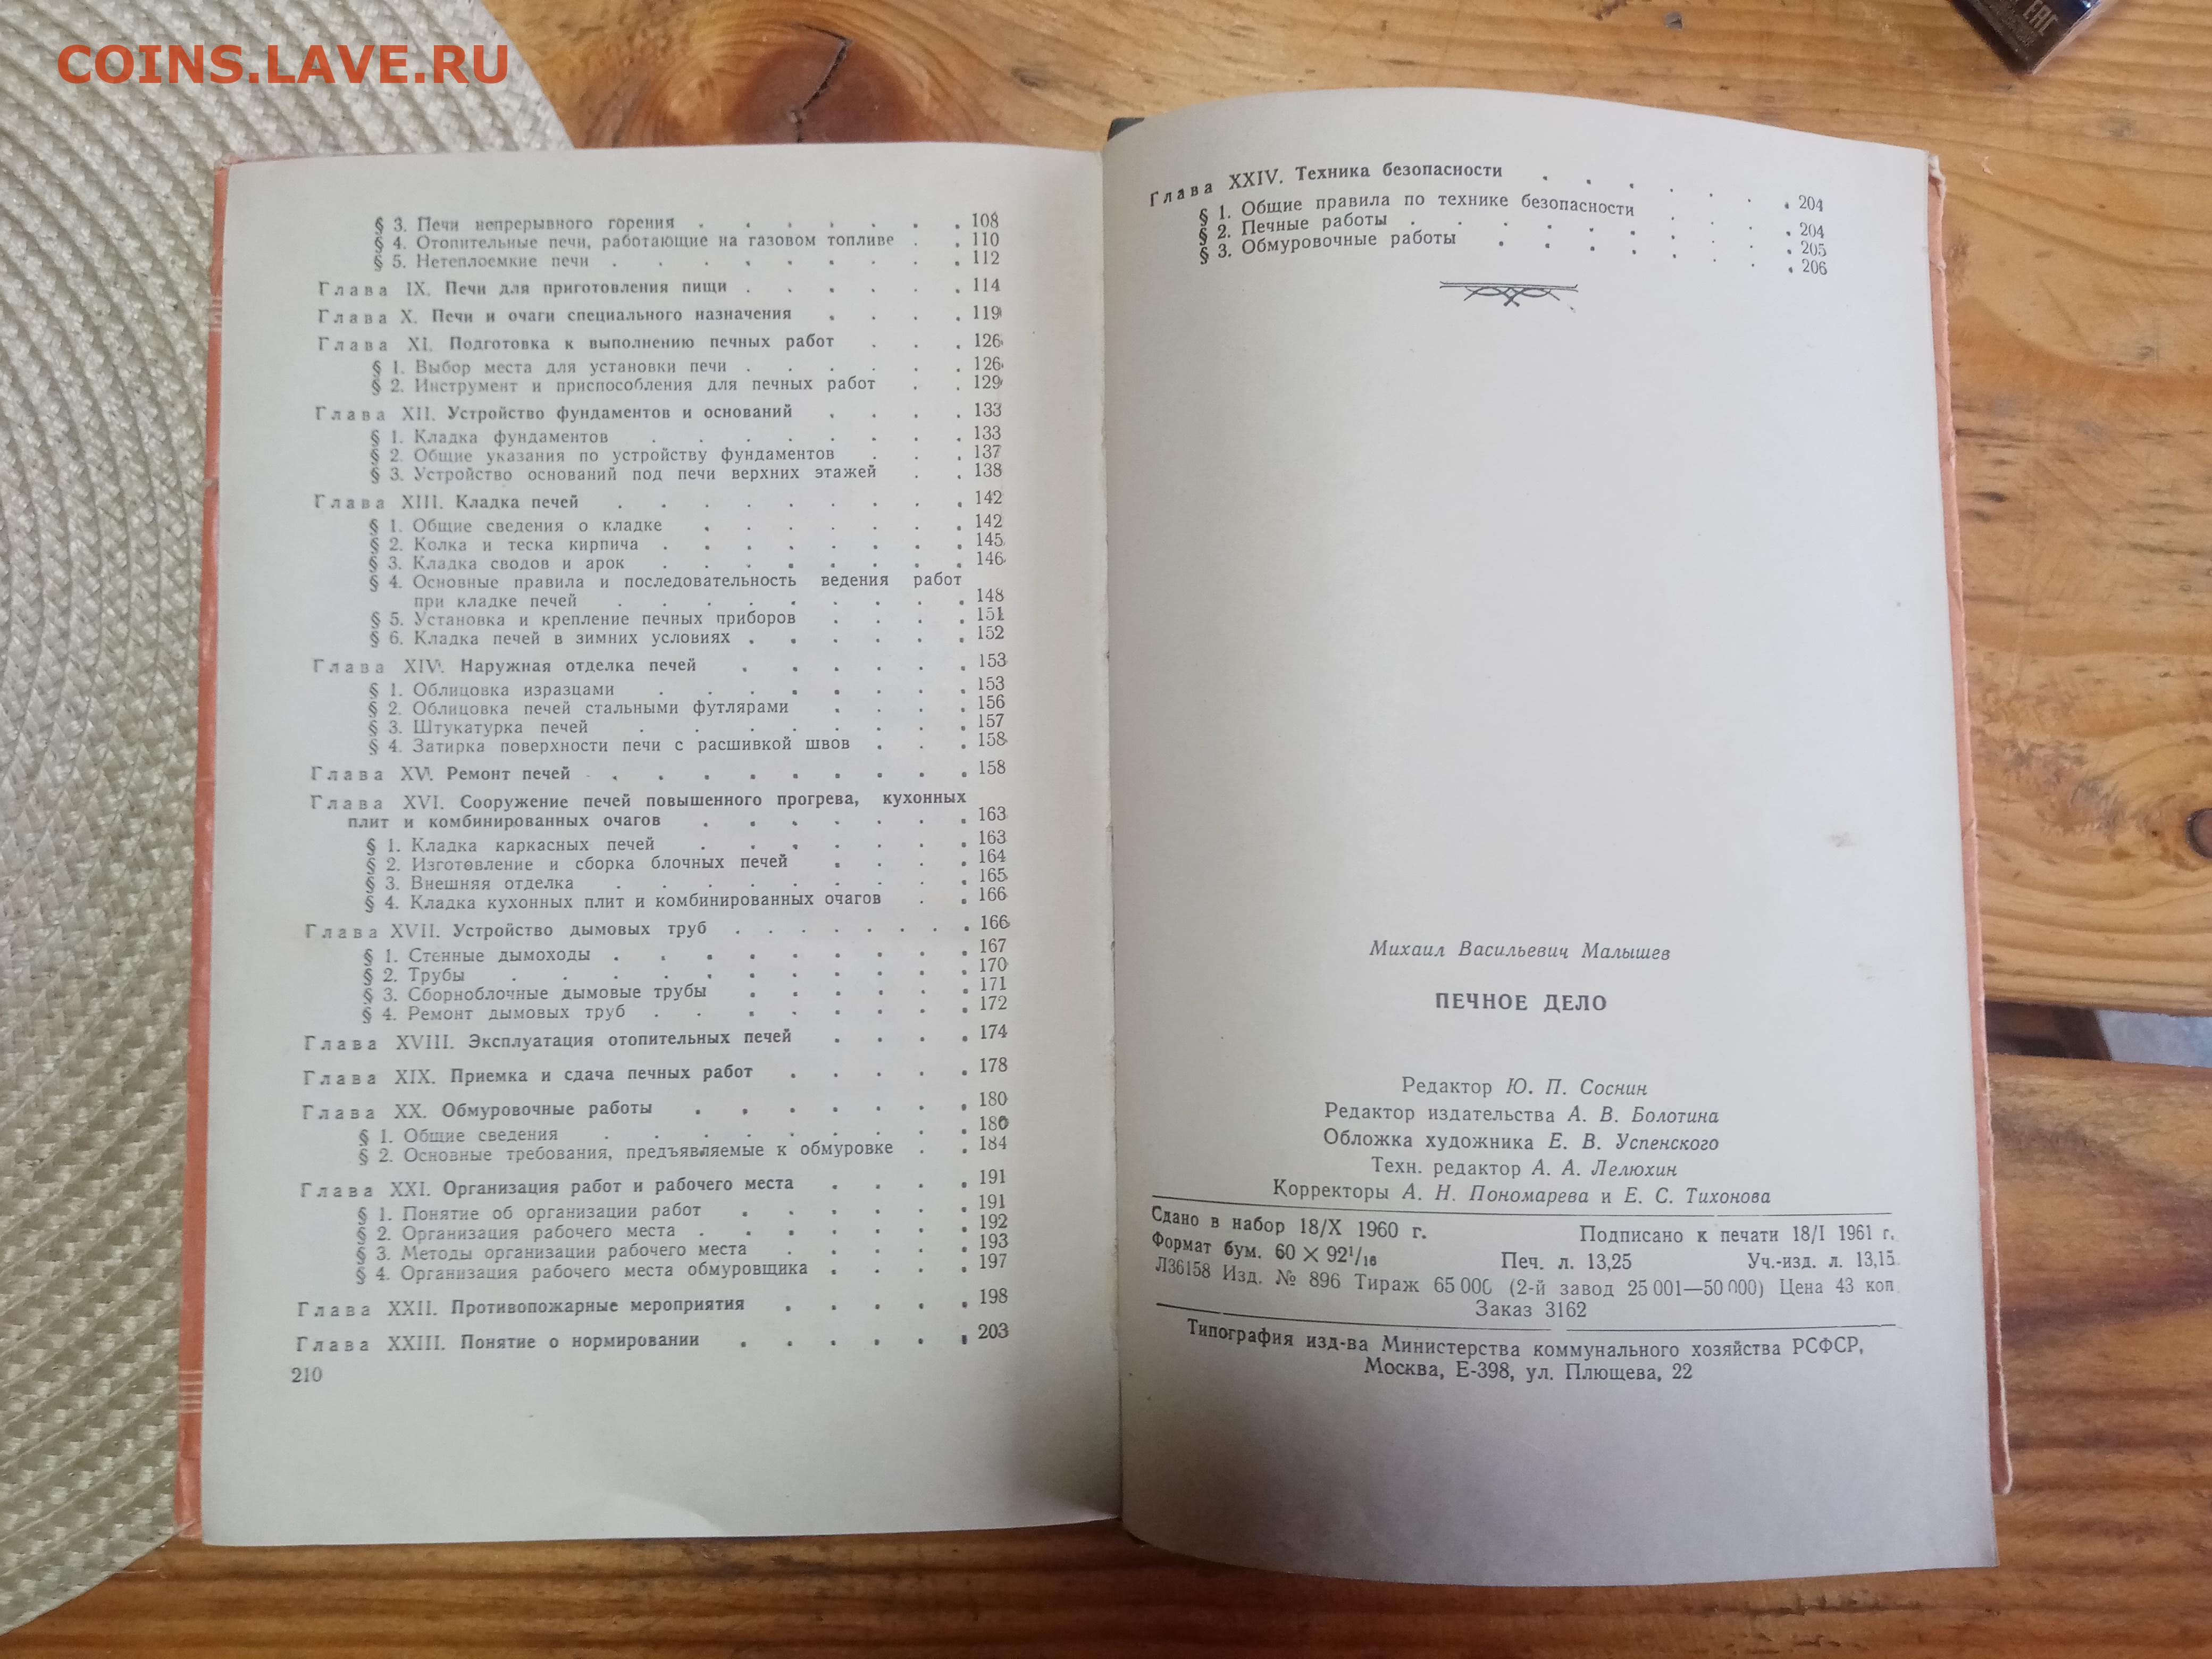 COINS.LAVE.RU
ЕАС
§ 3. Печи непрерывного горения . . . . . . . 108
§ 4. Отопительные печи, работающие на газовом топливе . . 110
§ 5. Нетеплоемкие печи . . . . . . . . . 112
Глава IX. Печи для приготовления пищи . . . . . . 114
Глава X. Печи и очаги специального назначения . . . . 119
Глава XI. Подготовка к выполнению печных работ . . . 126
§ 1. Выбор места для установки печи . . . . . . 126
§ 2. Инструмент и приспособления для печных работ . . 129
Глава XII. Устройство фундаментов и оснований . . . . 133
§ 1. Кладка фундаментов . . . . . . . . 133
§ 2. Общие указания по устройству фундаментов . . . 137
§ 3. Устройство оснований под печи верхних этажей . . 138
Глава XIII. Кладка печей . . . . . . . . . 142
§ 1. Общие сведения о кладке . . . . . . . 142
§ 2. Колка и теска кирпича . . . . . . . . 145
§ 3. Кладка сводов и арок . . . . . . . . 146
§ 4. Основные правила и последовательность ведения работ
при кладке печей . . . . . . . . . 148
§ 5. Установка и крепление печных приборов . . . . 151
§ 6. Кладка печей в зимних условиях . . . . . . 152
Глава XIV. Наружная отделка печей . . . . . . 153
§ 1. Облицовка изразцами . . . . . . . . 153
§ 2. Облицовка печей стальными футлярами . . . . 156
§ 3. Штукатурка печей . . . . . . . . . 157
§ 4. Затирка поверхности печи с расшивкой швов . . . 158
Глава XV. Ремонт печей . . . . . . . . . 158
Глава XVI. Сооружение печей повышенного прогрева, кухонных
плит и комбинированных очагов . . . . . . . 163
§ 1. Кладка каркасных печей . . . . . . . 163
§ 2. Изготовление и сборка блочных печей . . . . 164
§ 3. Внешняя отделка . . . . . . . . . 165
§ 4. Кладка кухонных плит и комбинированных очагов . . 166
Глава XVII. Устройство дымовых труб . . . . . . . . 166
§ 1. Стенные дымоходы . . . . . . . . . 167
§ 2. Трубы . . . . . . . . . . . 170
§ 3. Сборноблочные дымовые трубы . . . . . . 171
§ 4. Ремонт дымовых труб . . . . . . . . 172
Глава XVIII. Эксплуатация отопительных печей . . . . 174
Глава XIX. Приемка и сдача печных работ . . . . . 178
Глава XX. Обмуровочные работы . . . . . . . 180
§ 1. Общие сведения . . . . . . . . . 180
§ 2. Основные требования, предъявляемые к обмуровке . . 184
Глава XXI. Организация работ и рабочего места . . . . 191
§ 1. Понятие об организации работ . . . . . . 191
§ 2. Организация рабочего места . . . . . . . 192
§ 3. Методы организации рабочего места . . . . . 193
§ 4. Организация рабочего места обмуровщика . . . . 197
Глава XXII. Противопожарные мероприятия . . . . . 198
Глава XXIII. Понятие о нормировании . . . . . . 203
210
Глава XXIV. Техника безопасности . . . . . . . 204
§ 1. Общие правила по технике безопасности . . . . 204
§ 2. Печные работы . . . . . . . . . 205
§ 3. Обмуровочные работы . . . . . . . . 206
Михаил Васильевич Малышев
ПЕЧНОЕ ДЕЛО
Редактор Ю. П. Соснин
Редактор издательства А. В. Болотина
Обложка художника Е. В. Успенского
Техн. редактор А. А. Лелюхин
Корректоры А. Н. Пономарева и Е. С. Тихонова
Сдано в набор 18/X 1960 г. Подписано к печати 18/I 1961 г.
Формат бум. 60 × 92¹/₁₆ Печ. л. 13,25 Уч.-изд. л. 13,15
Л36158 Изд. № 896 Тираж 65 000 (2-й завод 25 001—50 000) Цена 43 коп.
Заказ 3162
Типография изд-ва Министерства коммунального хозяйства РСФСР,
Москва, Е-398, ул. Плющева, 22